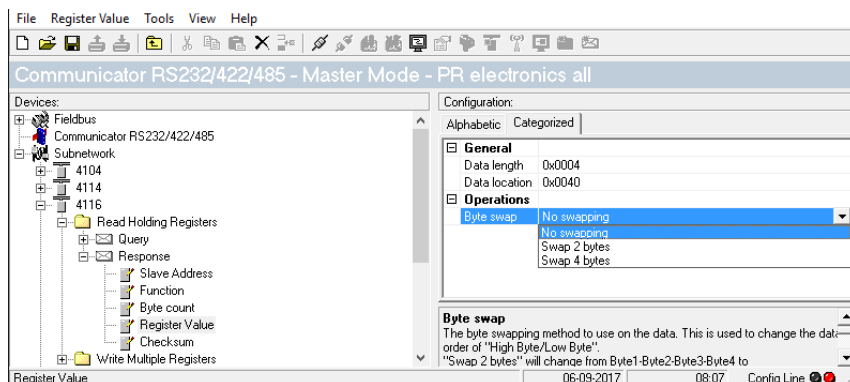 File Register Value Tools View Help
Communicator RS232/422/485 - Master Mode - PR electronics all
Devices:
Fieldbus
Communicator RS232/422/485
Subnetwork
4104
4114
4116
Read Holding Registers
Query
Response
Slave Address
Function
Byte count
Register Value
Checksum
Write Multiple Registers
Configuration:
Alphabetic Categorized
General
Data length 0x0004
Data location 0x0040
Operations
Byte swap No swapping
No swapping
Swap 2 bytes
Swap 4 bytes
Byte swap
The byte swapping method to use on the data. This is used to change the data
order of "High Byte/Low Byte".
"Swap 2 bytes" will change from Byte1-Byte2-Byte3-Byte4 to
Register Value 06-09-2017 08:07 Config Line